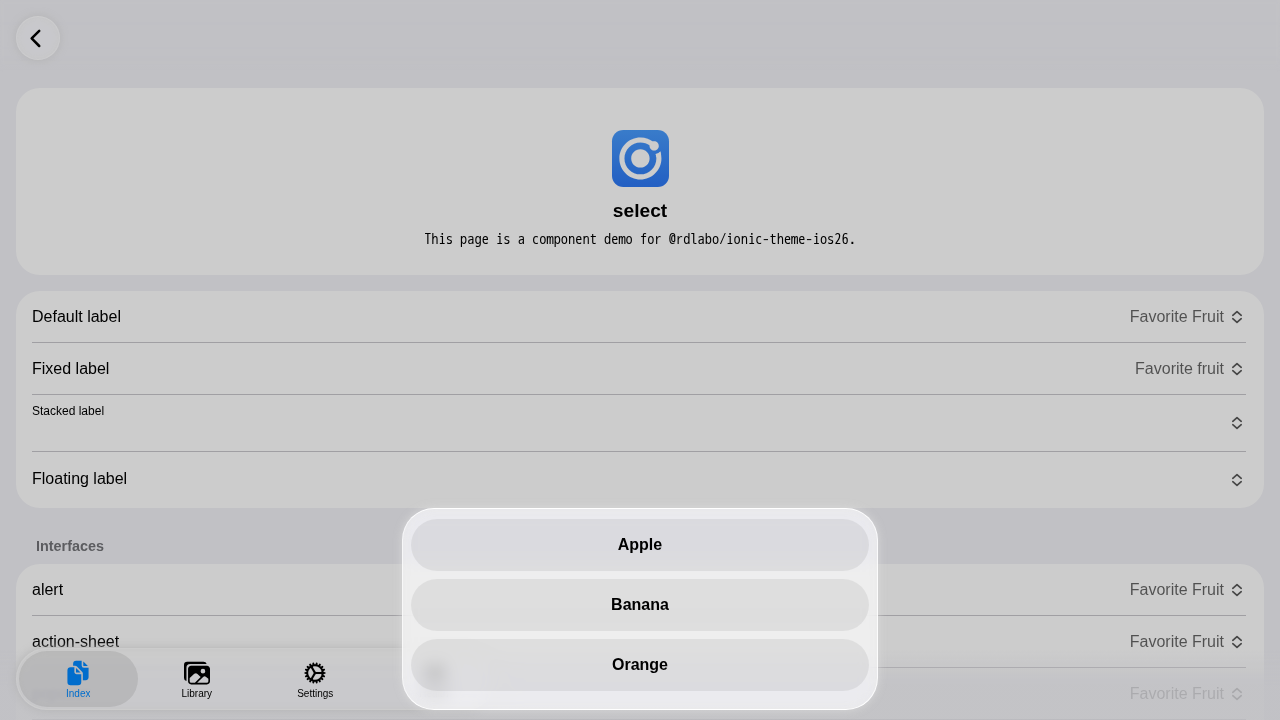 select
This page is a component demo for @rdlabo/ionic-theme-ios26.
Default label Favorite Fruit
Fixed label Favorite fruit
Stacked label
Floating label
Interfaces
alert Favorite Fruit
action-sheet Favorite Fruit
Favorite Fruit
Apple
Banana
Orange
Index Library Settings